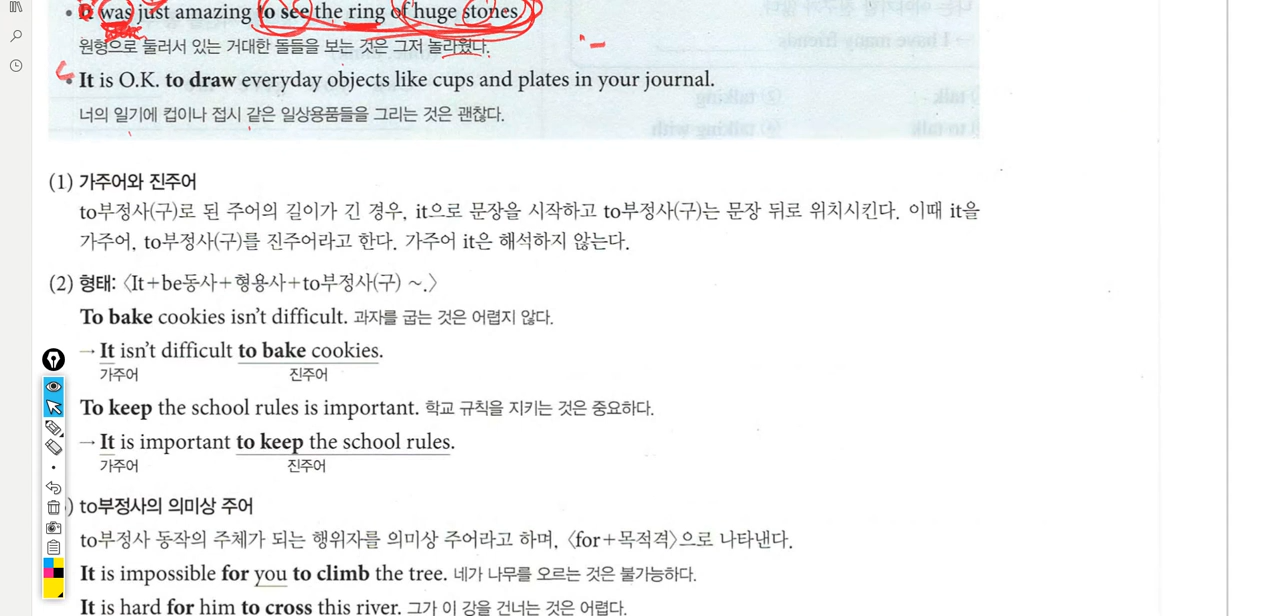 • It was just amazing to see the ring of huge stones.
원형으로 둘러서 있는 거대한 돌들을 보는 것은 그저 놀라웠다.
• It is O.K. to draw everyday objects like cups and plates in your journal.
너의 일기에 컵이나 접시 같은 일상용품들을 그리는 것은 괜찮다.
(1) 가주어와 진주어
to부정사(구)로 된 주어의 길이가 긴 경우, it으로 문장을 시작하고 to부정사(구)는 문장 뒤로 위치시킨다. 이때 it을
가주어, to부정사(구)를 진주어라고 한다. 가주어 it은 해석하지 않는다.
(2) 형태: 〈It+be동사+형용사+to부정사(구) ~.〉
To bake cookies isn't difficult. 과자를 굽는 것은 어렵지 않다.
→ It isn't difficult to bake cookies.
가주어 진주어
To keep the school rules is important. 학교 규칙을 지키는 것은 중요하다.
→ It is important to keep the school rules.
가주어 진주어
) to부정사의 의미상 주어
to부정사 동작의 주체가 되는 행위자를 의미상 주어라고 하며, 〈for+목적격〉으로 나타낸다.
It is impossible for you to climb the tree. 네가 나무를 오르는 것은 불가능하다.
It is hard for him to cross this river. 그가 이 강을 건너는 것은 어렵다.